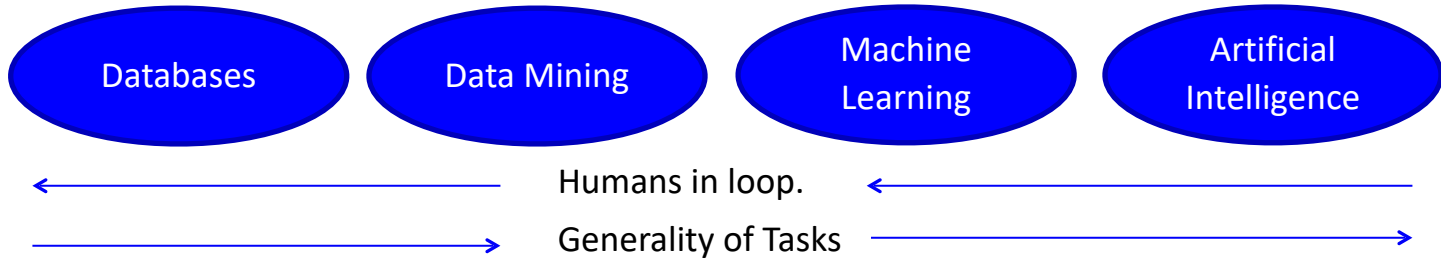 Databases
Data Mining
Machine
Learning
Artificial
Intelligence
Humans in loop.
Generality of Tasks